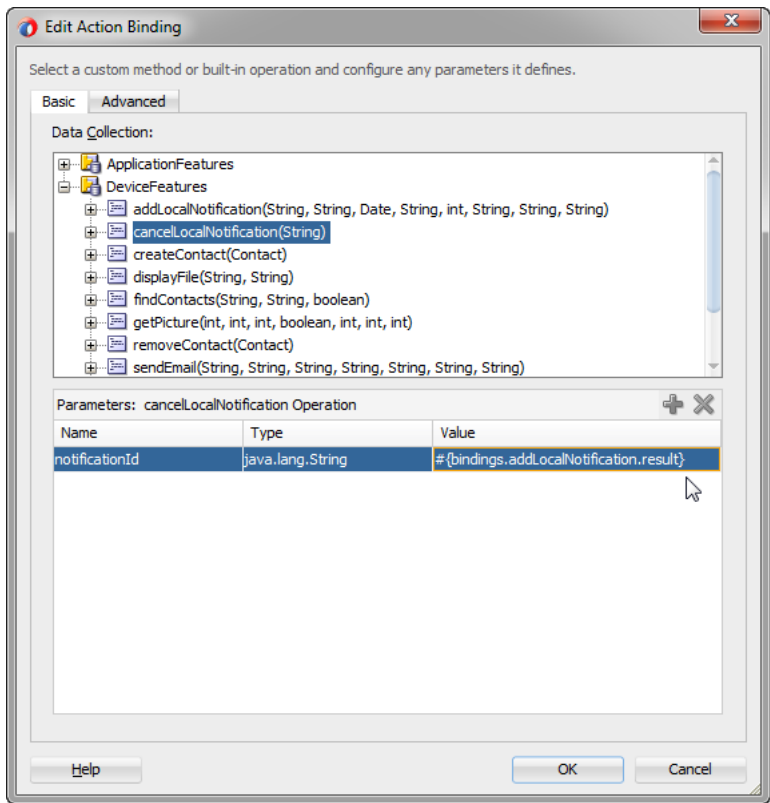 Edit Action Binding
Select a custom method or built-in operation and configure any parameters it defines.
Basic Advanced
Data Collection:
ApplicationFeatures
DeviceFeatures
addLocalNotification(String, String, Date, String, int, String, String, String)
cancelLocalNotification(String)
createContact(Contact)
displayFile(String, String)
findContacts(String, String, boolean)
getPicture(int, int, int, boolean, int, int, int)
removeContact(Contact)
sendEmail(String, String, String, String, String, String, String)
Parameters: cancelLocalNotification Operation
Name Type Value
notificationId java.lang.String #{bindings.addLocalNotification.result}
Help OK Cancel